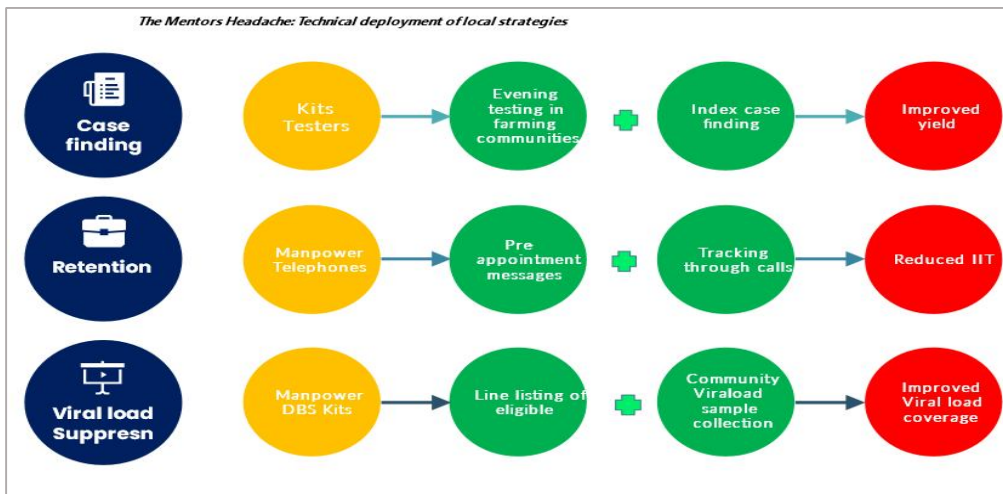 The Mentors Headache: Technical deployment of local strategies
Case
finding
Kits
Testers
Evening
testing in
farming
communities
Index case
finding
Improved
yield
Retention
Manpower
Telephones
Pre
appointment
messages
Tracking
through calls
Reduced IIT
Viral load
Suppresn
Manpower
DBS Kits
Line listing of
eligible
Community
Viraload
sample
collection
Improved
Viral load
coverage